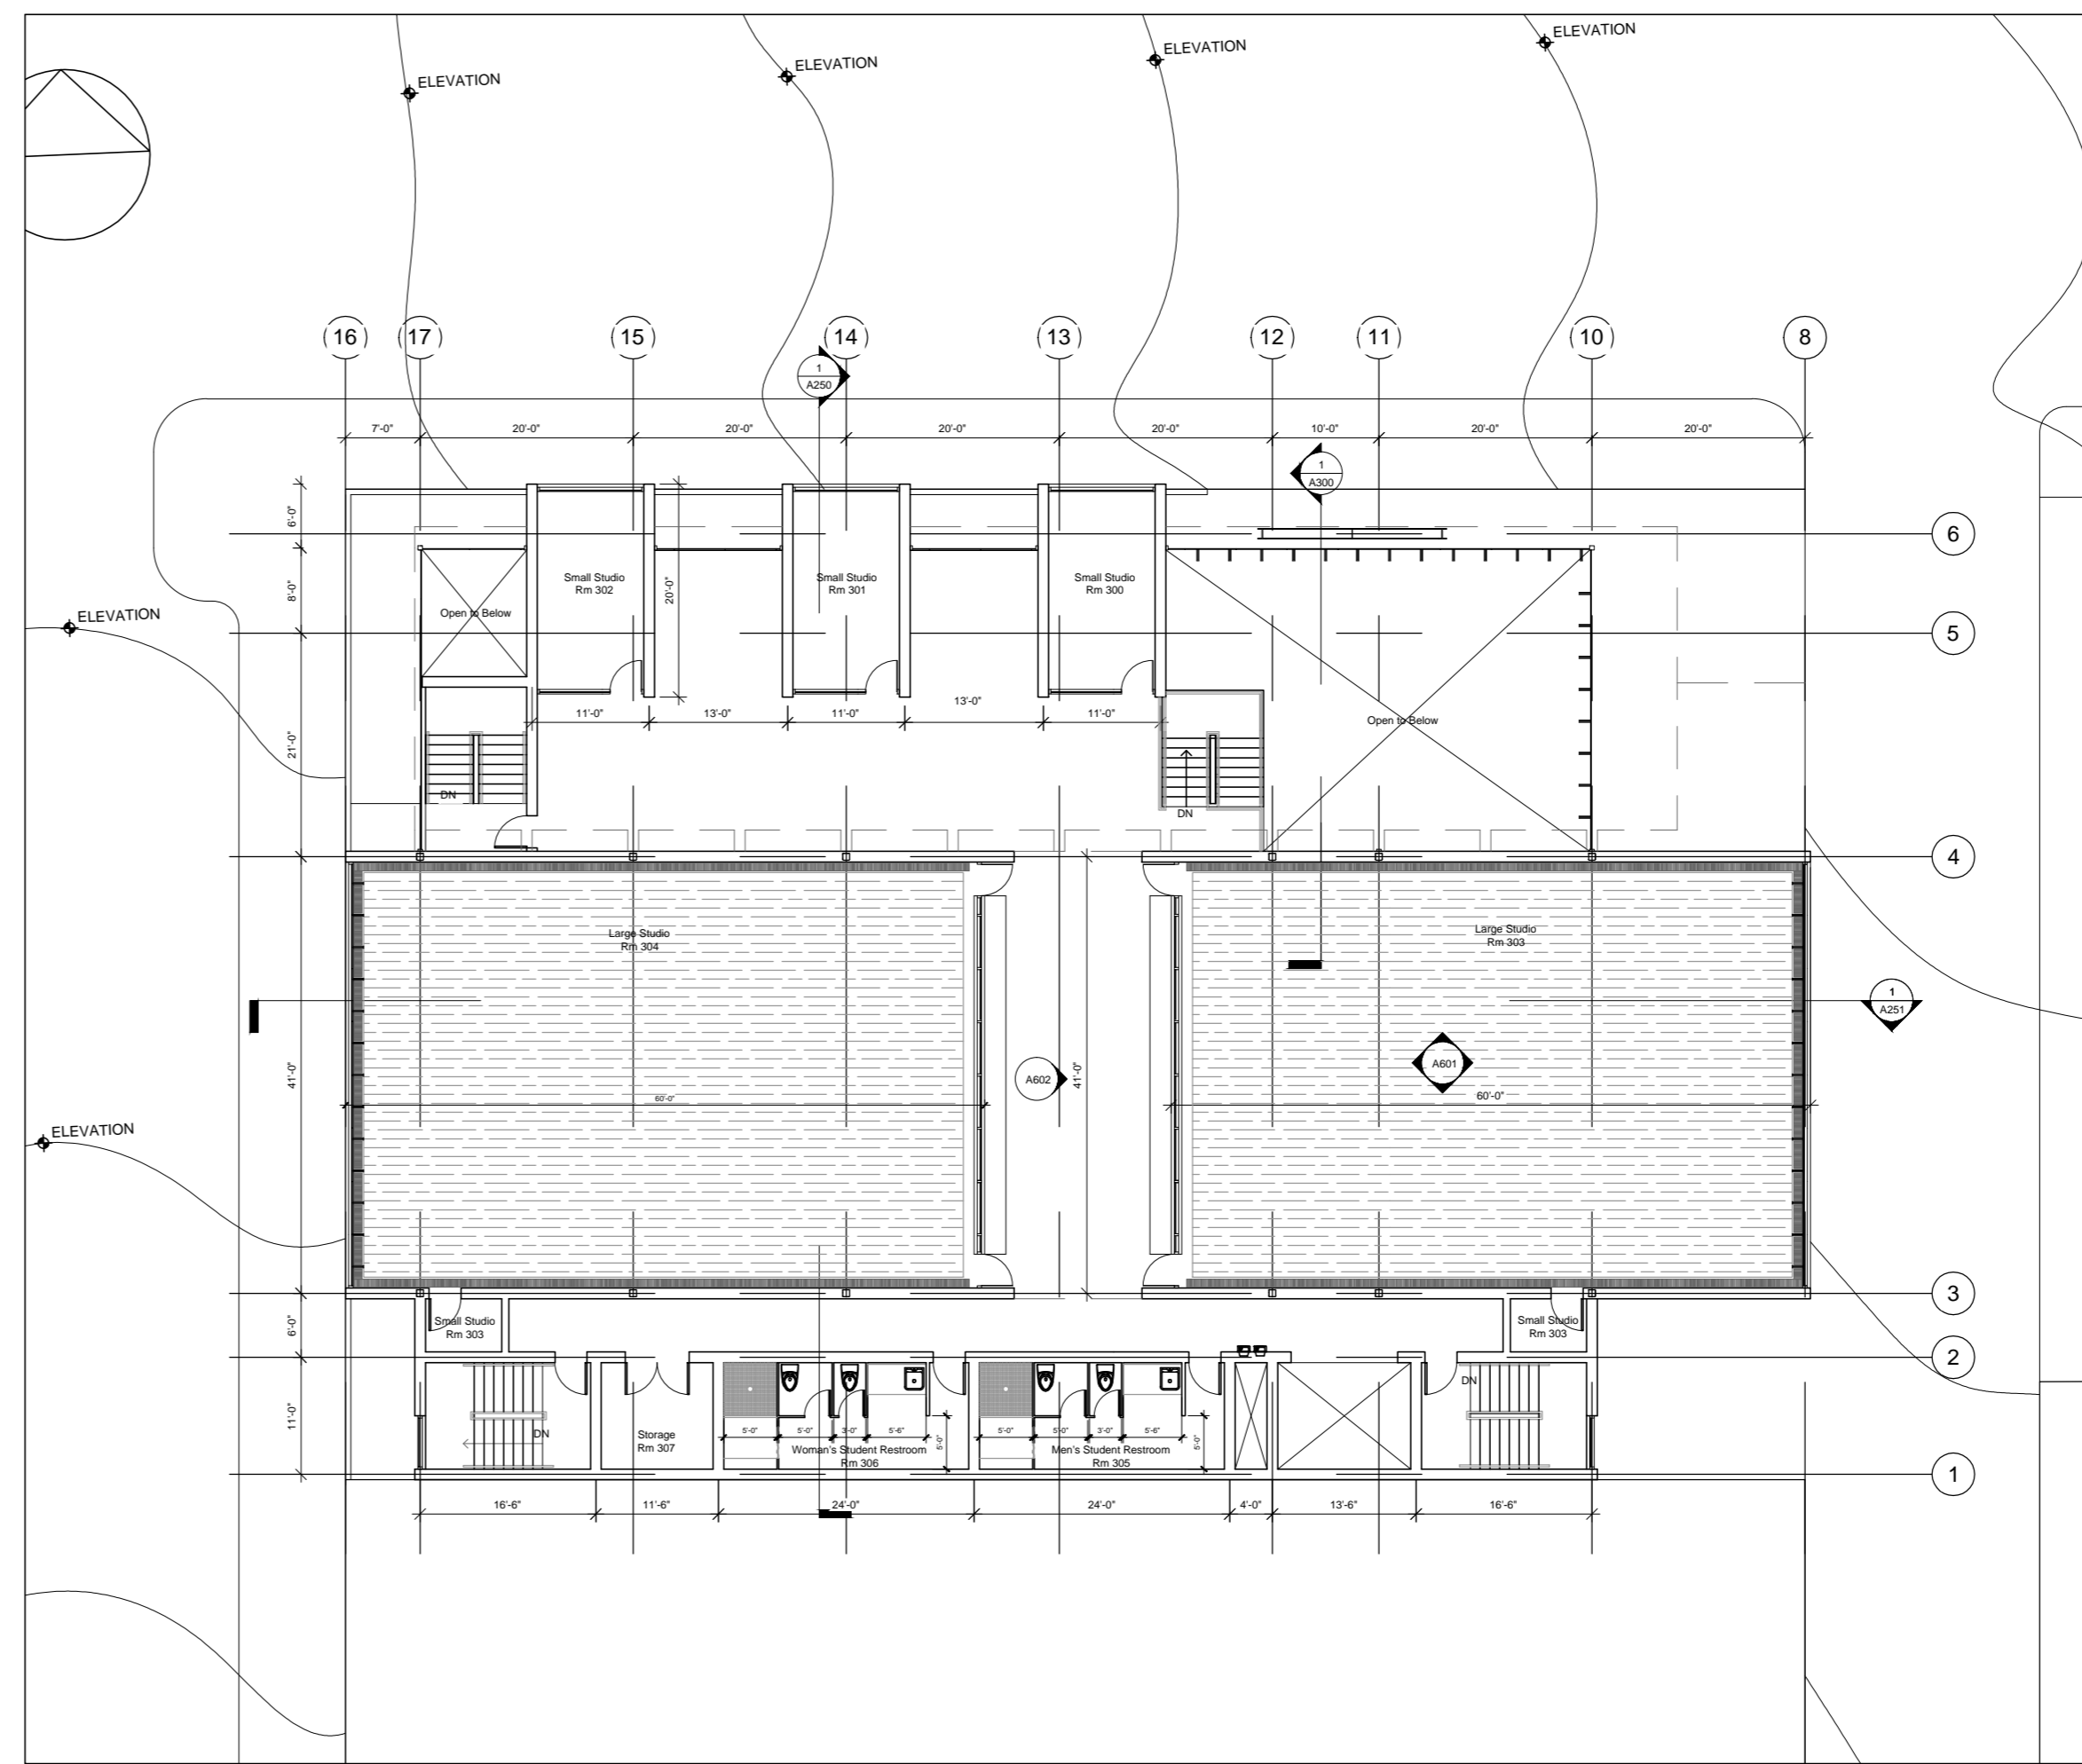 ELEVATION
ELEVATION
ELEVATION
ELEVATION
16
17
15
14
13
12
11
10
8
1
A250
7'-0"
20'-0"
20'-0"
20'-0"
20'-0"
10'-0"
20'-0"
20'-0"
1
A300
6'-0"
6
Small Studio
Rm 302
Small Studio
Rm 301
Small Studio
Rm 300
8'-0"
20'-0"
Open to Below
ELEVATION
5
11'-0"
13'-0"
11'-0"
13'-0"
11'-0"
Open to Below
21'-0"
DN
DN
4
Large Studio
Rm 304
Large Studio
Rm 303
1
A251
41'-0"
A602
41'-0"
A601
60'-0"
60'-0"
ELEVATION
3
6'-0"
Small Studio
Rm 303
Small Studio
Rm 303
2
DN
11'-0"
DN
Storage
Rm 307
5'-0"
5'-0"
3'-0"
5'-6"
5'-0"
Woman's Student Restroom
Rm 306
5'-0"
5'-0"
3'-0"
5'-6"
5'-0"
Men's Student Restroom
Rm 305
1
16'-6"
11'-6"
24'-0"
24'-0"
4'-0"
13'-6"
16'-6"